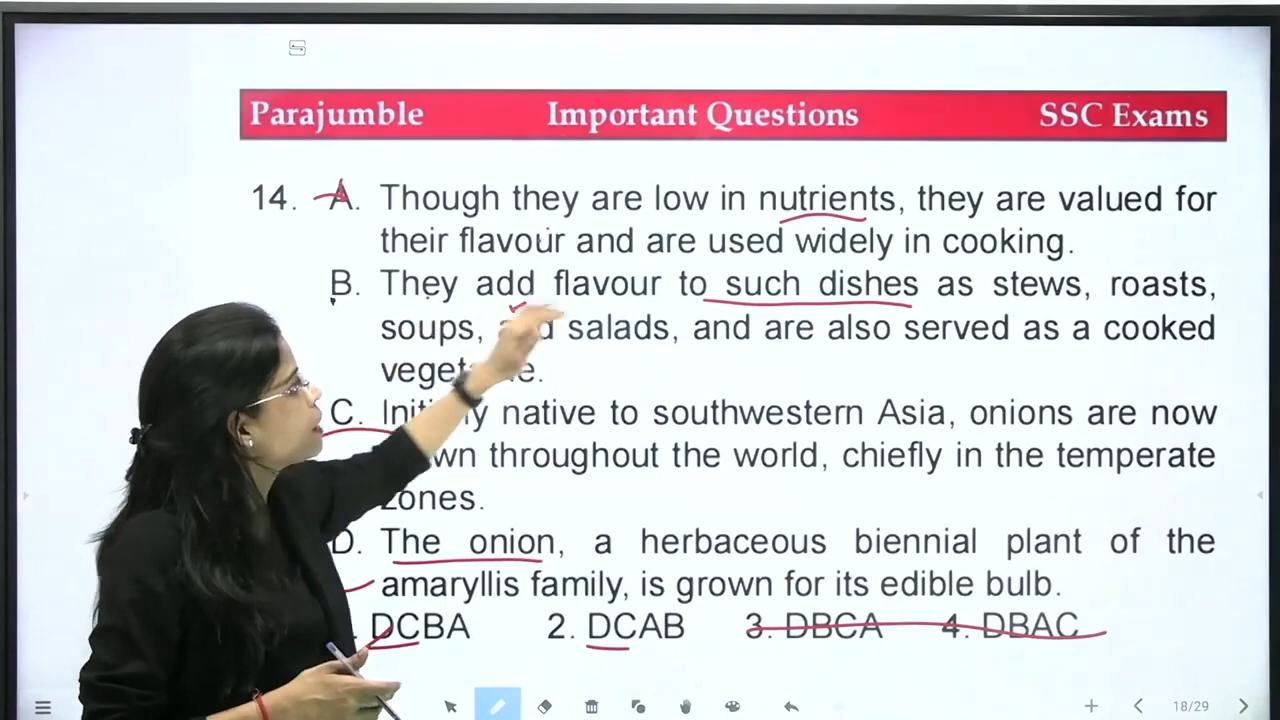 Parajumble Important Questions SSC Exams
14. A. Though they are low in nutrients, they are valued for
their flavour and are used widely in cooking.
B. They add flavour to such dishes as stews, roasts,
soups, salads, and are also served as a cooked
C. native to southwestern Asia, onions are now
throughout the world, chiefly in the temperate
zones.
D. The onion, a herbaceous biennial plant of the
amaryllis family, is grown for its edible bulb.
DCBA 2. DCAB 3. DBCA 4. DBAC
18/29